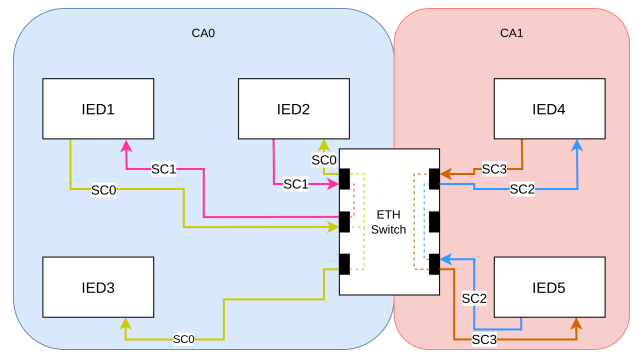 CA0
CA1
IED1
IED2
IED4
SC0
SC1
SC3
SC1
SC2
SC0
ETH
Switch
IED3
IED5
SC2
SC0
SC3